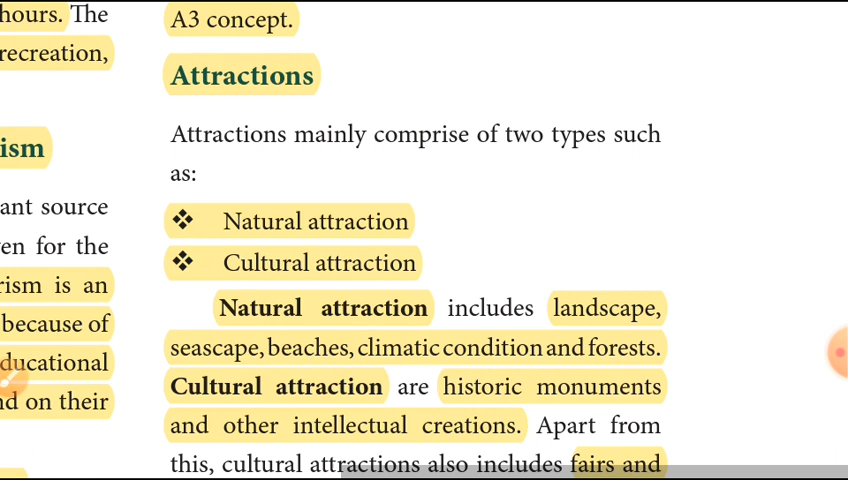 hours. The
recreation,
ism
ant source
en for the
rism is an
because of
ducational
nd on their
A3 concept.
Attractions
Attractions mainly comprise of two types such
as:
❖ Natural attraction
❖ Cultural attraction
Natural attraction includes landscape,
seascape, beaches, climatic condition and forests.
Cultural attraction are historic monuments
and other intellectual creations. Apart from
this, cultural attractions also includes fairs and